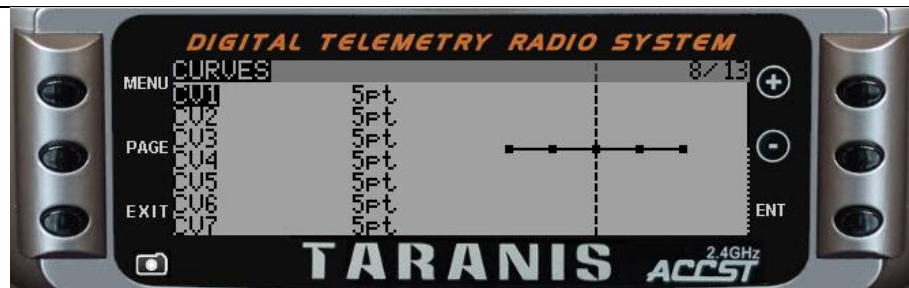 DIGITAL TELEMETRY RADIO SYSTEM
MENU
CURVES 8/13
CV1 5pt
CV2 5pt
PAGE
CV3 5pt
CV4 5pt
CV5 5pt
EXIT
CV6 5pt
CV7 5pt
+
-
ENT
TARANIS
2.4GHz
ACCST